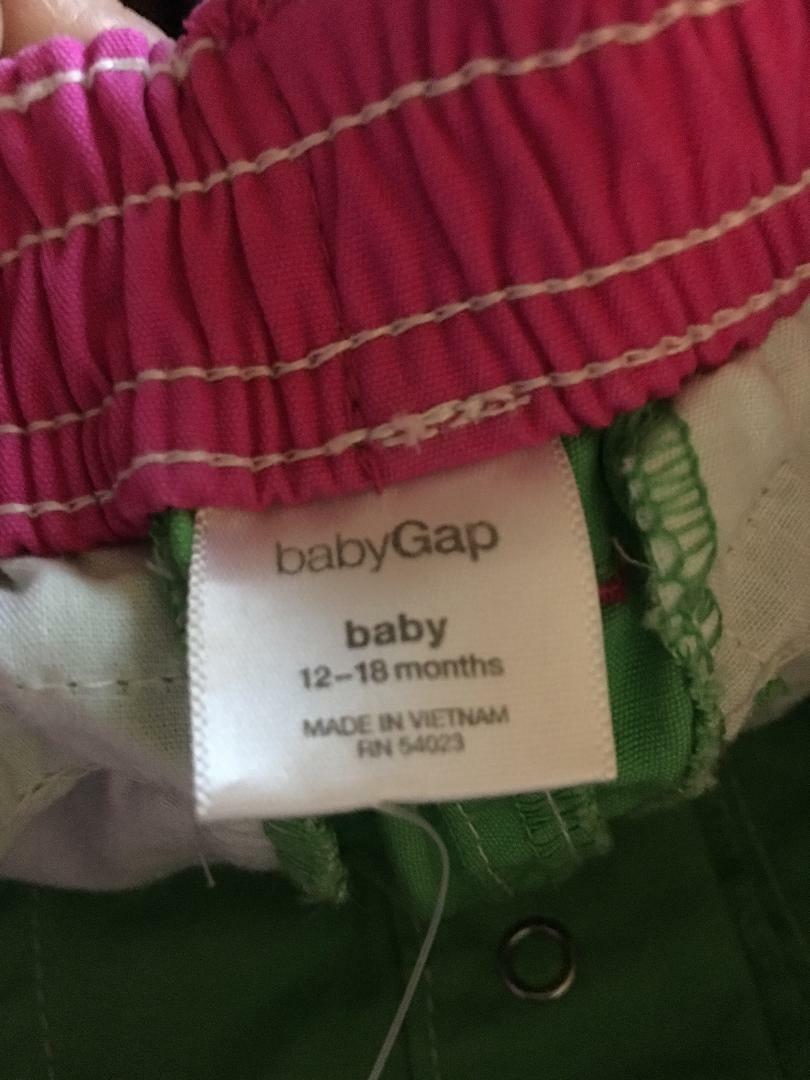 babyGap
baby
12–18 months
MADE IN VIETNAM
RN 54023